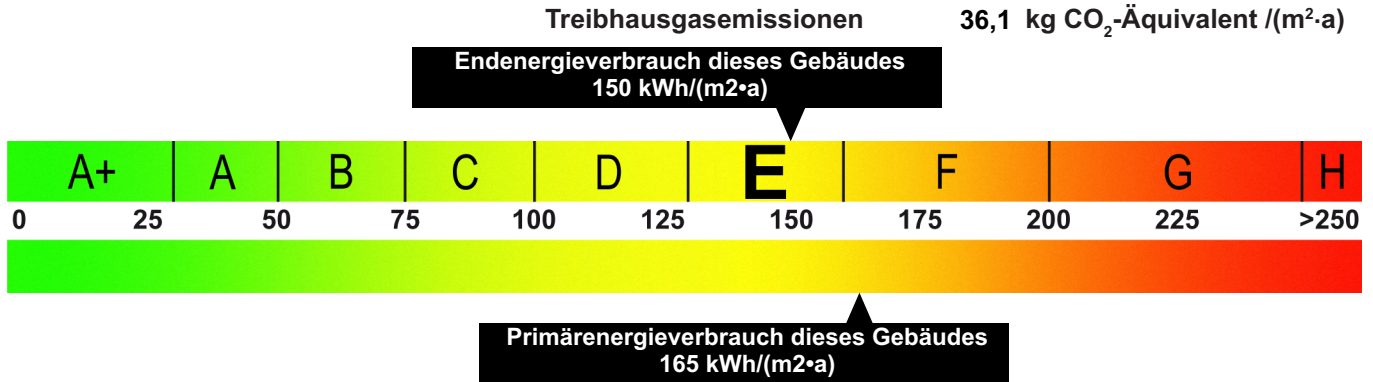 Treibhausgasemissionen 36,1 kg CO₂-Äquivalent /(m²·a)
Endenergieverbrauch dieses Gebäudes
150 kWh/(m2•a)
A+ A B C D E F G H
0 25 50 75 100 125 150 175 200 225 >250
Primärenergieverbrauch dieses Gebäudes
165 kWh/(m2•a)